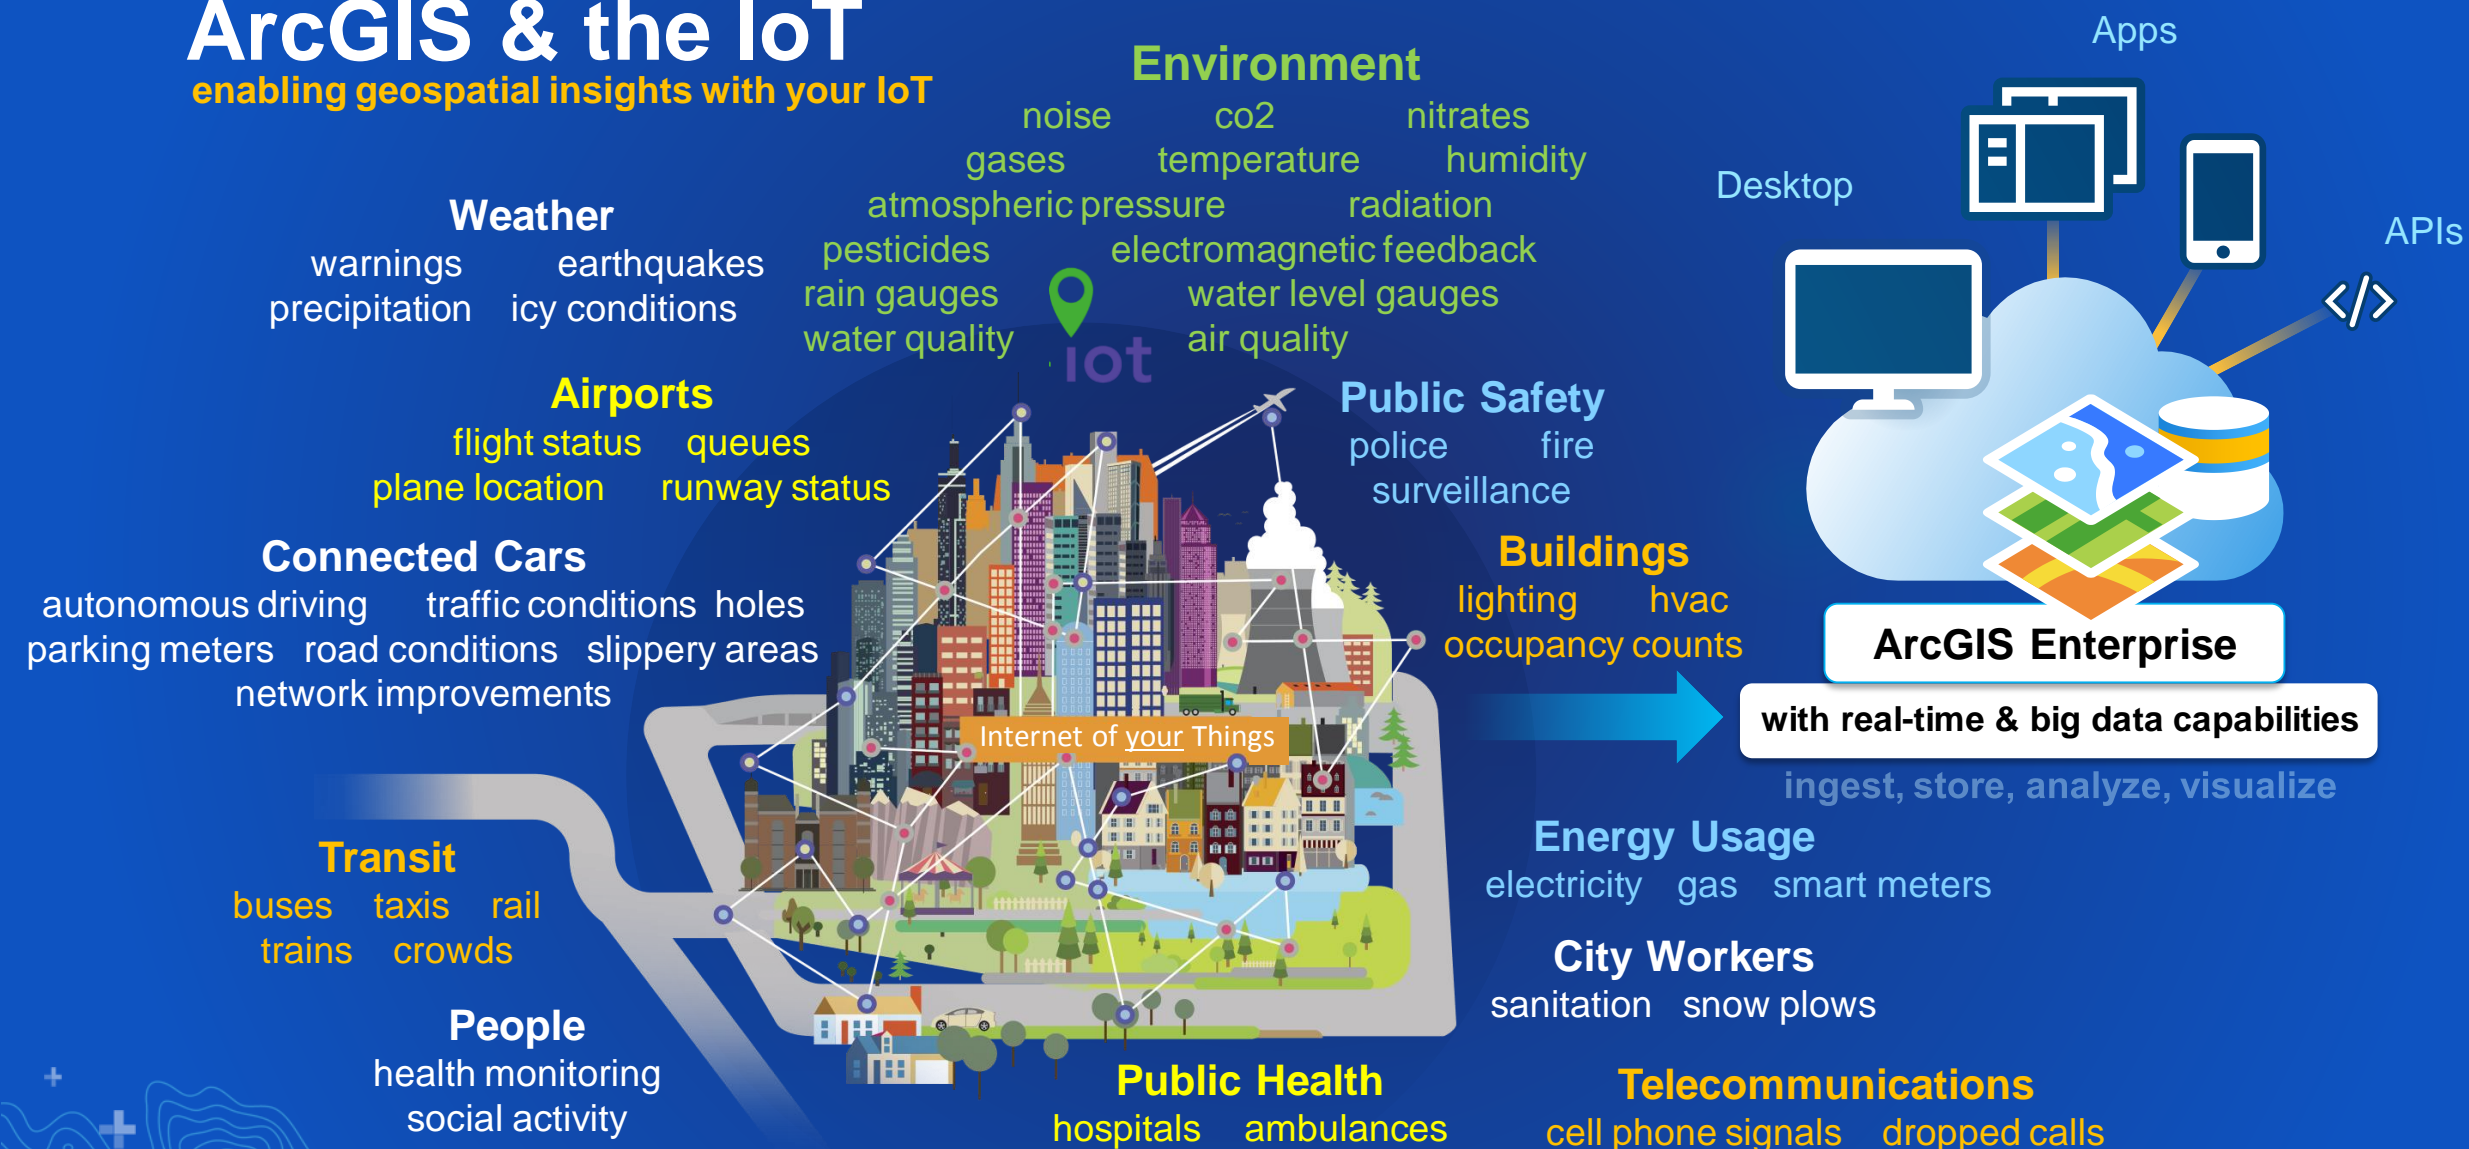 ArcGIS & the IoT
enabling geospatial insights with your IoT
Environment
noise co2 nitrates
gases temperature humidity
atmospheric pressure radiation
pesticides electromagnetic feedback
rain gauges water level gauges
water quality air quality
iot
Weather
warnings earthquakes
precipitation icy conditions
Airports
flight status queues
plane location runway status
Connected Cars
autonomous driving traffic conditions holes
parking meters road conditions slippery areas
network improvements
Transit
buses taxis rail
trains crowds
People
health monitoring
social activity
Internet of your Things
Public Safety
police fire
surveillance
Buildings
lighting hvac
occupancy counts
Energy Usage
electricity gas smart meters
City Workers
sanitation snow plows
Public Health
hospitals ambulances
Telecommunications
cell phone signals dropped calls
Apps
Desktop
APIs
</>
ArcGIS Enterprise
with real-time & big data capabilities
ingest, store, analyze, visualize